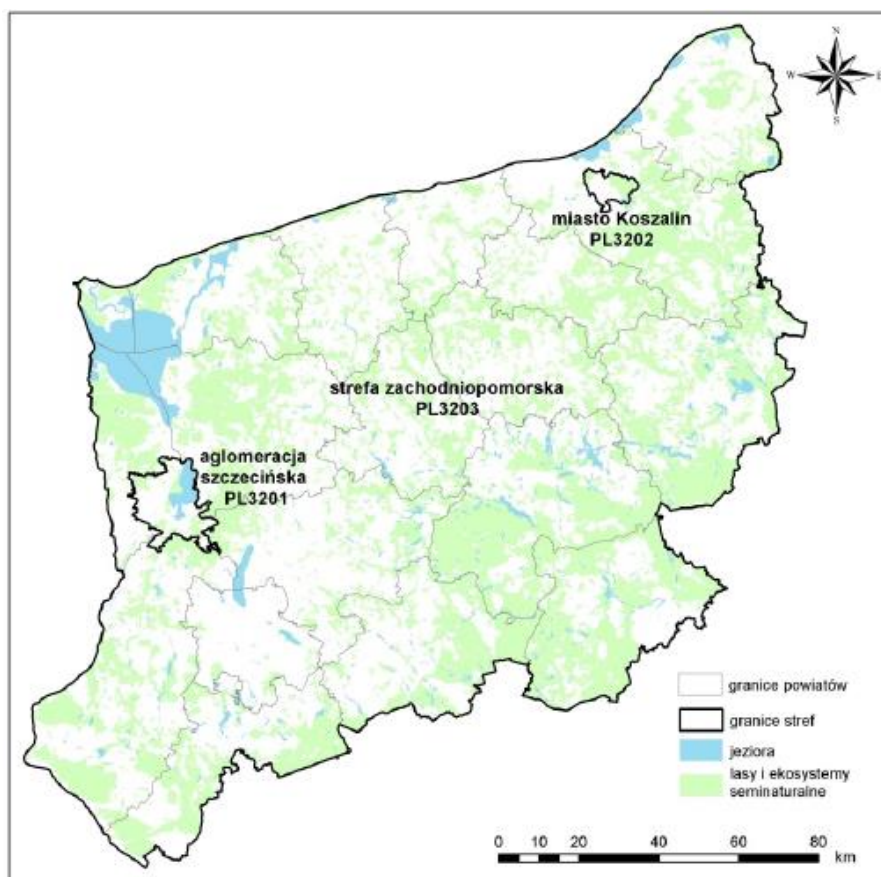 N
W E
S
miasto Koszalin
PL3202
strefa zachodniopomorska
PL3203
aglomeracja
szczecińska
PL3201
granice powiatów
granice stref
jeziora
lasy i ekosystemy
seminaturalne
0 10 20 40 60 80
km